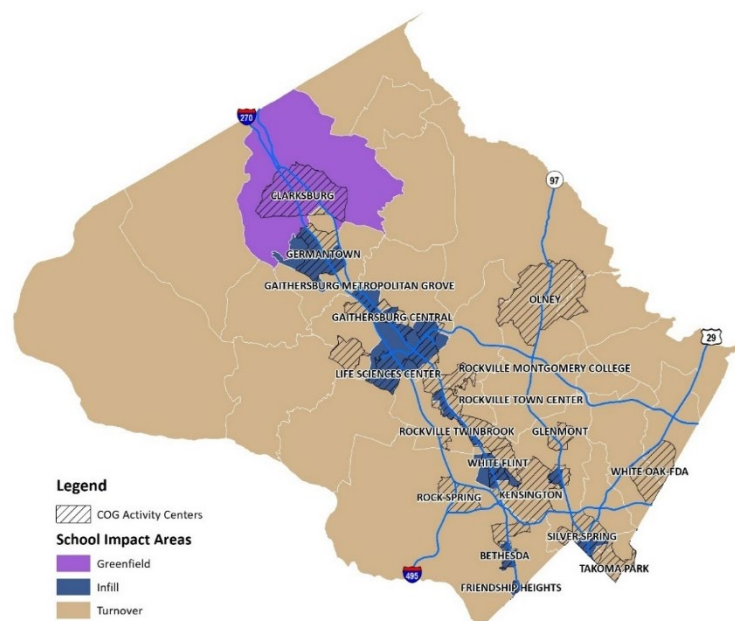 270
CLARKSBURG
97
GERMANTOWN
GAITHERSBURG METROPOLITAN GROVE
OLNEY
GAITHERSBURG CENTRAL
29
LIFE SCIENCES CENTER
ROCKVILLE MONTGOMERY COLLEGE
ROCKVILLE TOWN CENTER
ROCKVILLE TWINBROOK
GLENMONT
WHITE FLINT
WHITE OAK-FDA
ROCK-SPRING
KENSINGTON
SILVER-SPRING
BETHESDA
TAKOMA PARK
495
FRIENDSHIP HEIGHTS
Legend
COG Activity Centers
School Impact Areas
Greenfield
Infill
Turnover